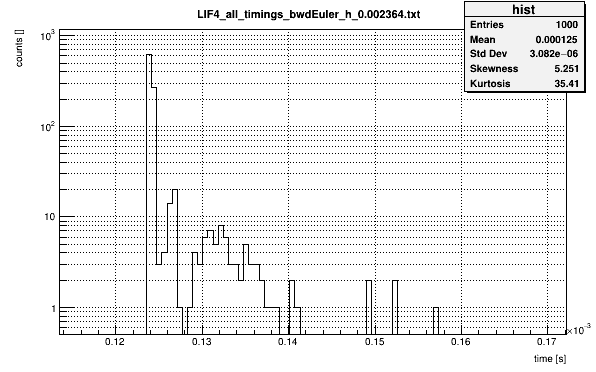 LIF4_all_timings_bwdEuler_h_0.002364.txt
hist
Entries 1000
Mean 0.000125
Std Dev 3.082e−06
Skewness 5.251
Kurtosis 35.41
counts []
10³
10²
10
1
0.12 0.13 0.14 0.15 0.16 0.17
×10⁻³
time [s]